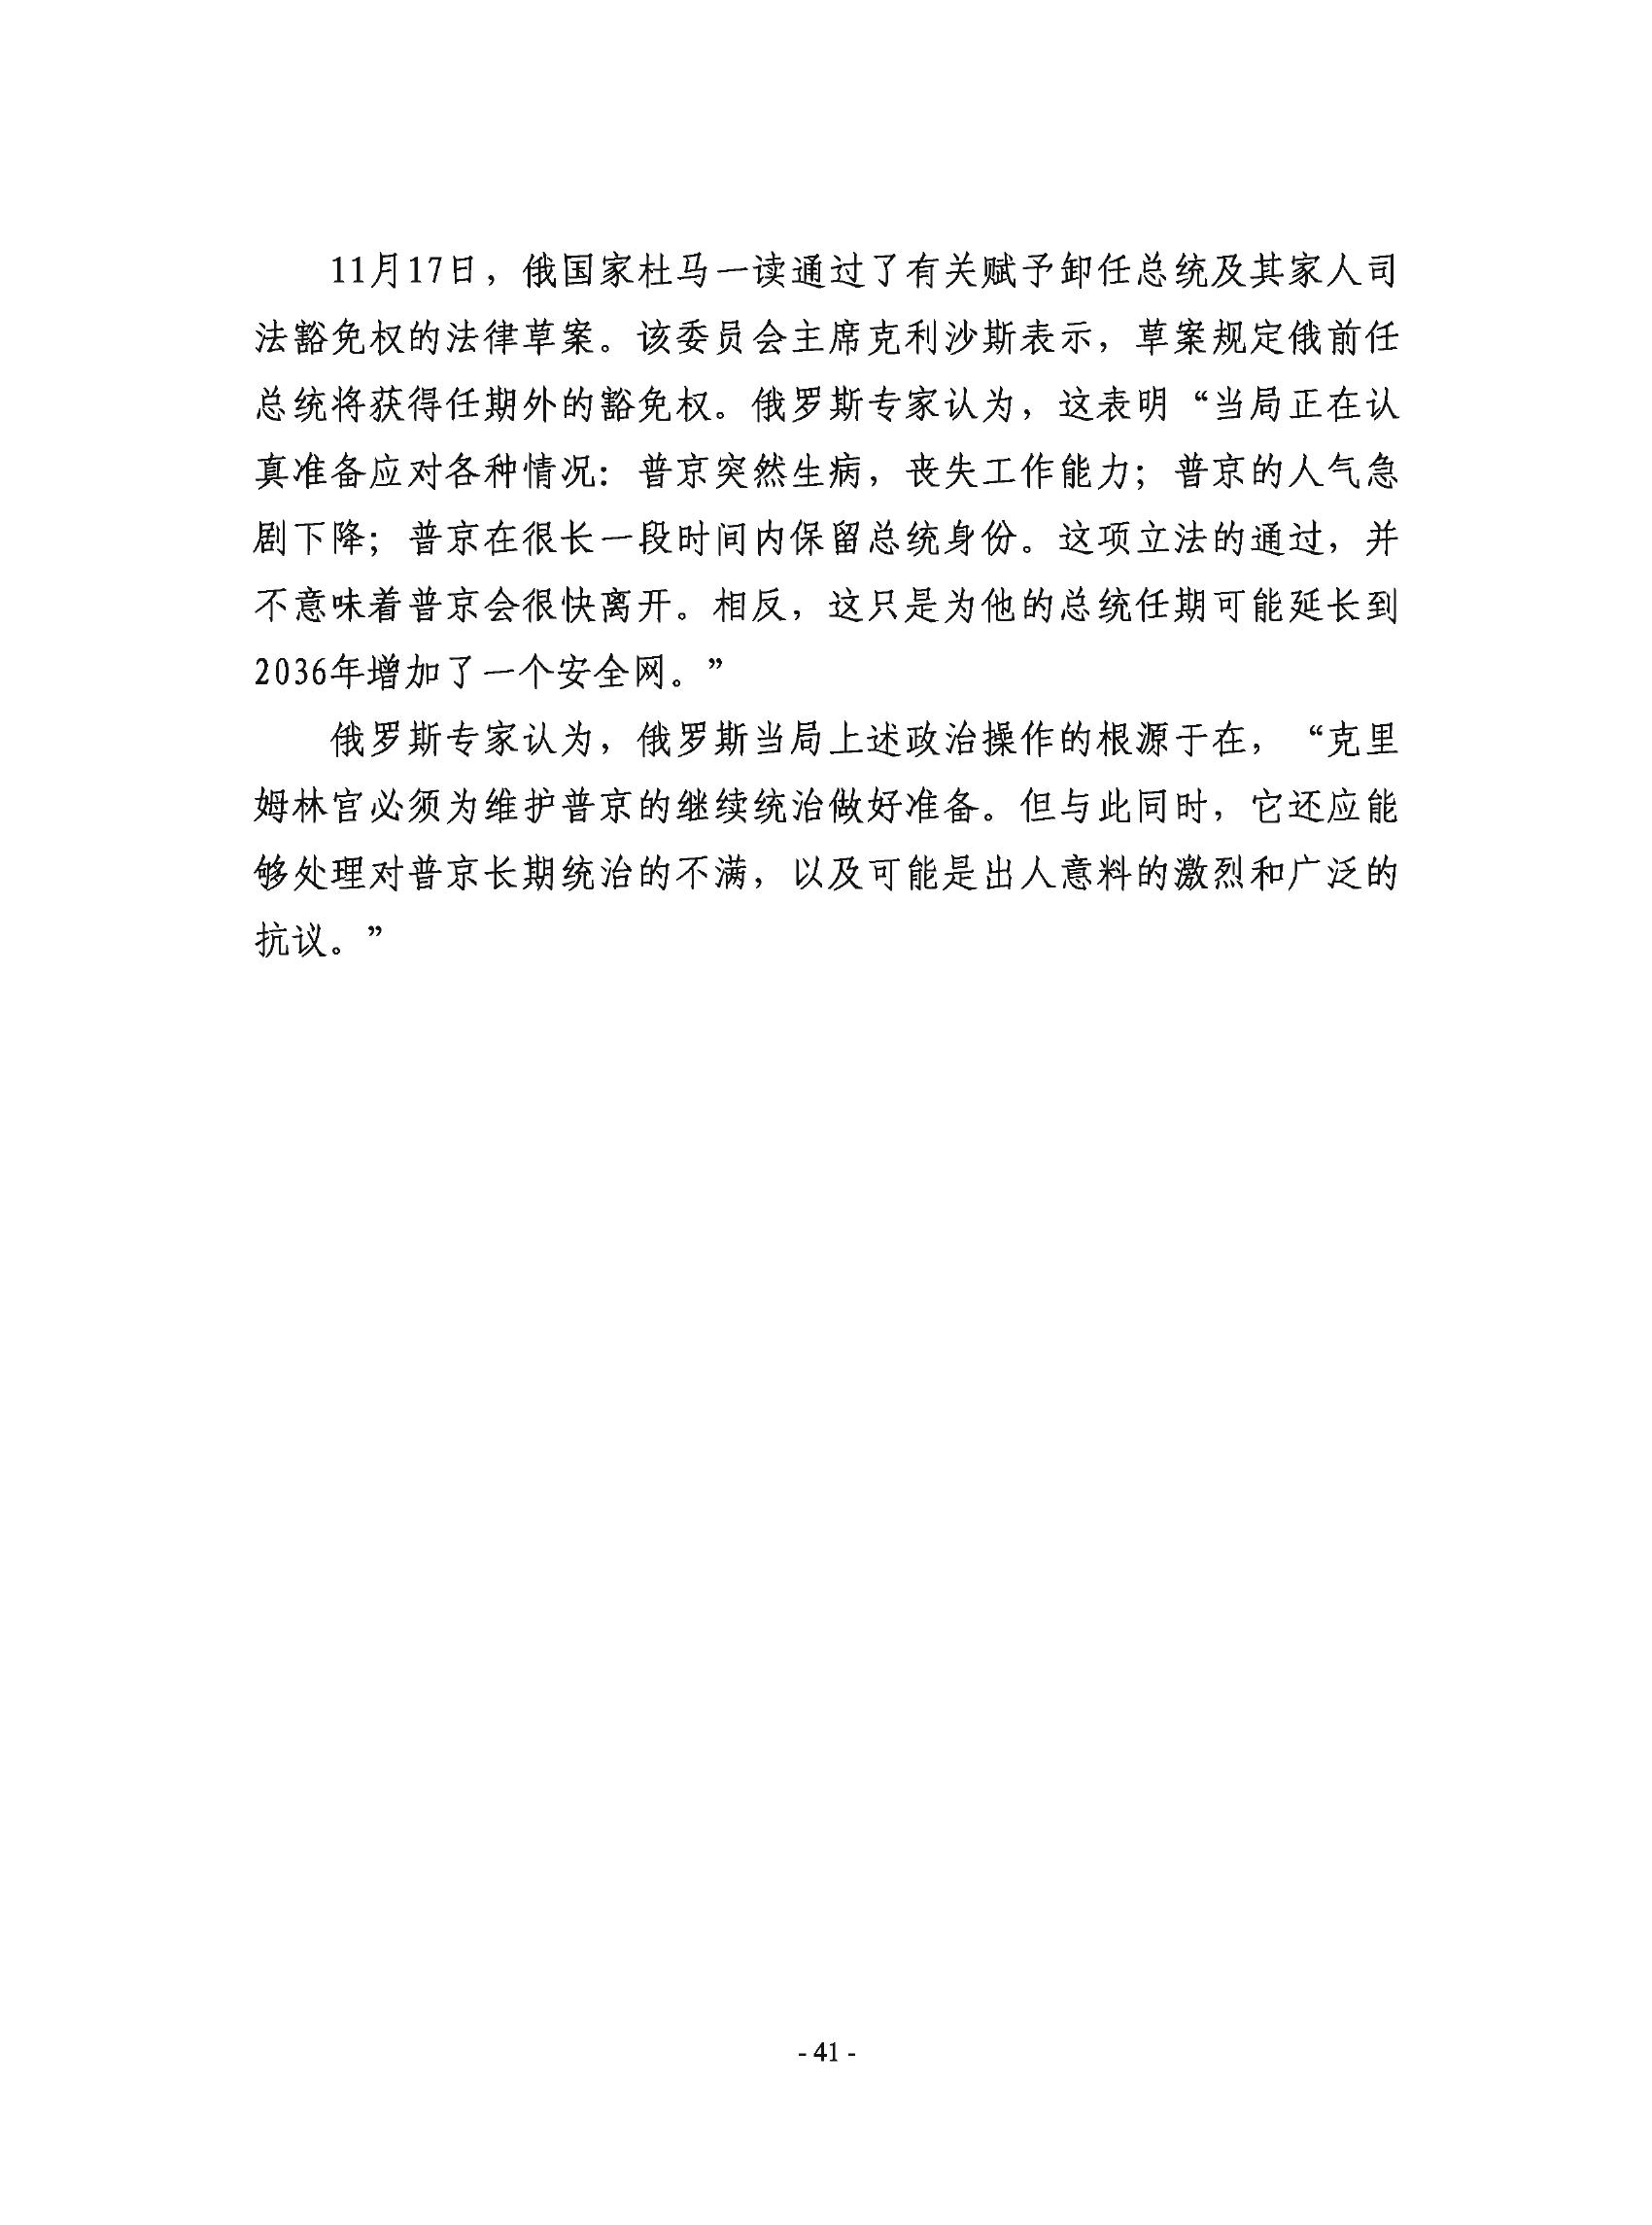 11月17日，俄国家杜马一读通过了有关赋予卸任总统及其家人司
法豁免权的法律草案。该委员会主席克利沙斯表示，草案规定俄前任
总统将获得任期外的豁免权。俄罗斯专家认为，这表明“当局正在认
真准备应对各种情况：普京突然生病，丧失工作能力；普京的人气急
剧下降；普京在很长一段时间内保留总统身份。这项立法的通过，并
不意味着普京会很快离开。相反，这只是为他的总统任期可能延长到
2036年增加了一个安全网。”
俄罗斯专家认为，俄罗斯当局上述政治操作的根源于在，“克里
姆林宫必须为维护普京的继续统治做好准备。但与此同时，它还应能
够处理对普京长期统治的不满，以及可能是出人意料的激烈和广泛的
抗议。”
- 41 -